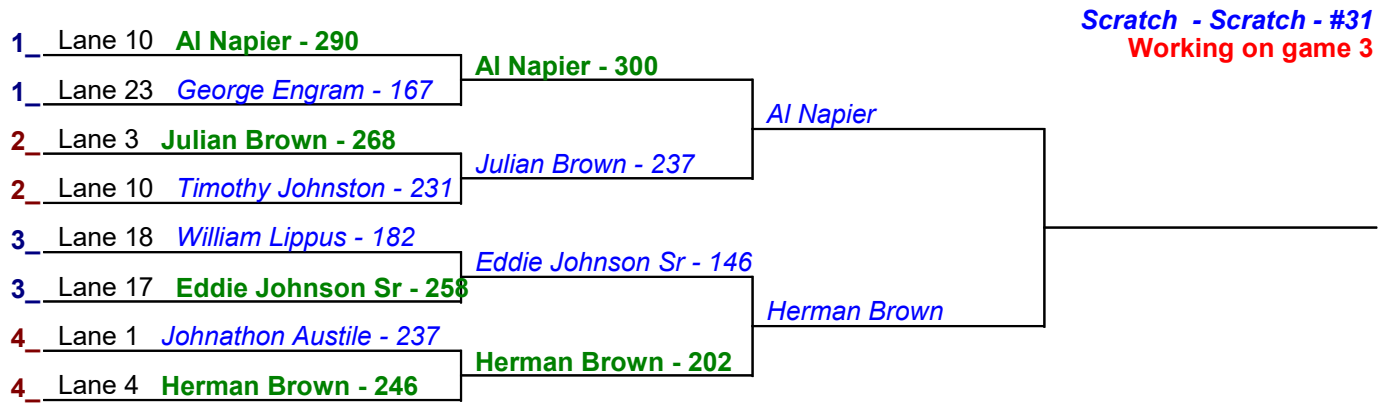 Scratch  - Scratch - #31
Working on game 3
1_ Lane 10 Al Napier - 290
1_ Lane 23 George Engram - 167
2_ Lane 3 Julian Brown - 268
2_ Lane 10 Timothy Johnston - 231
3_ Lane 18 William Lippus - 182
3_ Lane 17 Eddie Johnson Sr - 258
4_ Lane 1 Johnathon Austile - 237
4_ Lane 4 Herman Brown - 246
Al Napier - 300
Julian Brown - 237
Eddie Johnson Sr - 146
Herman Brown - 202
Al Napier
Herman Brown